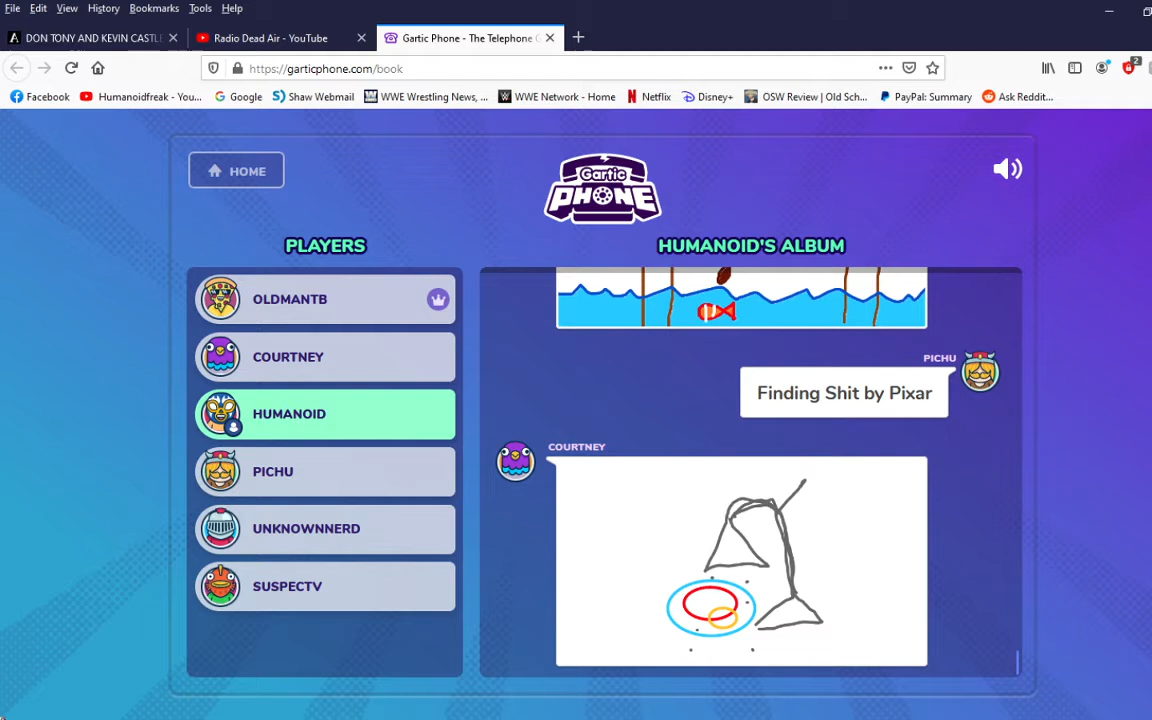 File Edit View History Bookmarks Tools Help
DON TONY AND KEVIN CASTL
Radio Dead Air - YouTube
Gartic Phone - The Telephone G
https://garticphone.com/book
2
Facebook
Humanoidfreak - You...
Google
Shaw Webmail
WWE Wrestling News, ...
WWE Network - Home
Netflix
Disney+
OSW Review | Old Sch...
PayPal: Summary
Ask Reddit...
HOME
Gartic
PHONE
PLAYERS
HUMANOID'S ALBUM
OLDMANTB
COURTNEY
HUMANOID
PICHU
UNKNOWNNERD
SUSPECTV
PICHU
Finding Shit by Pixar
COURTNEY